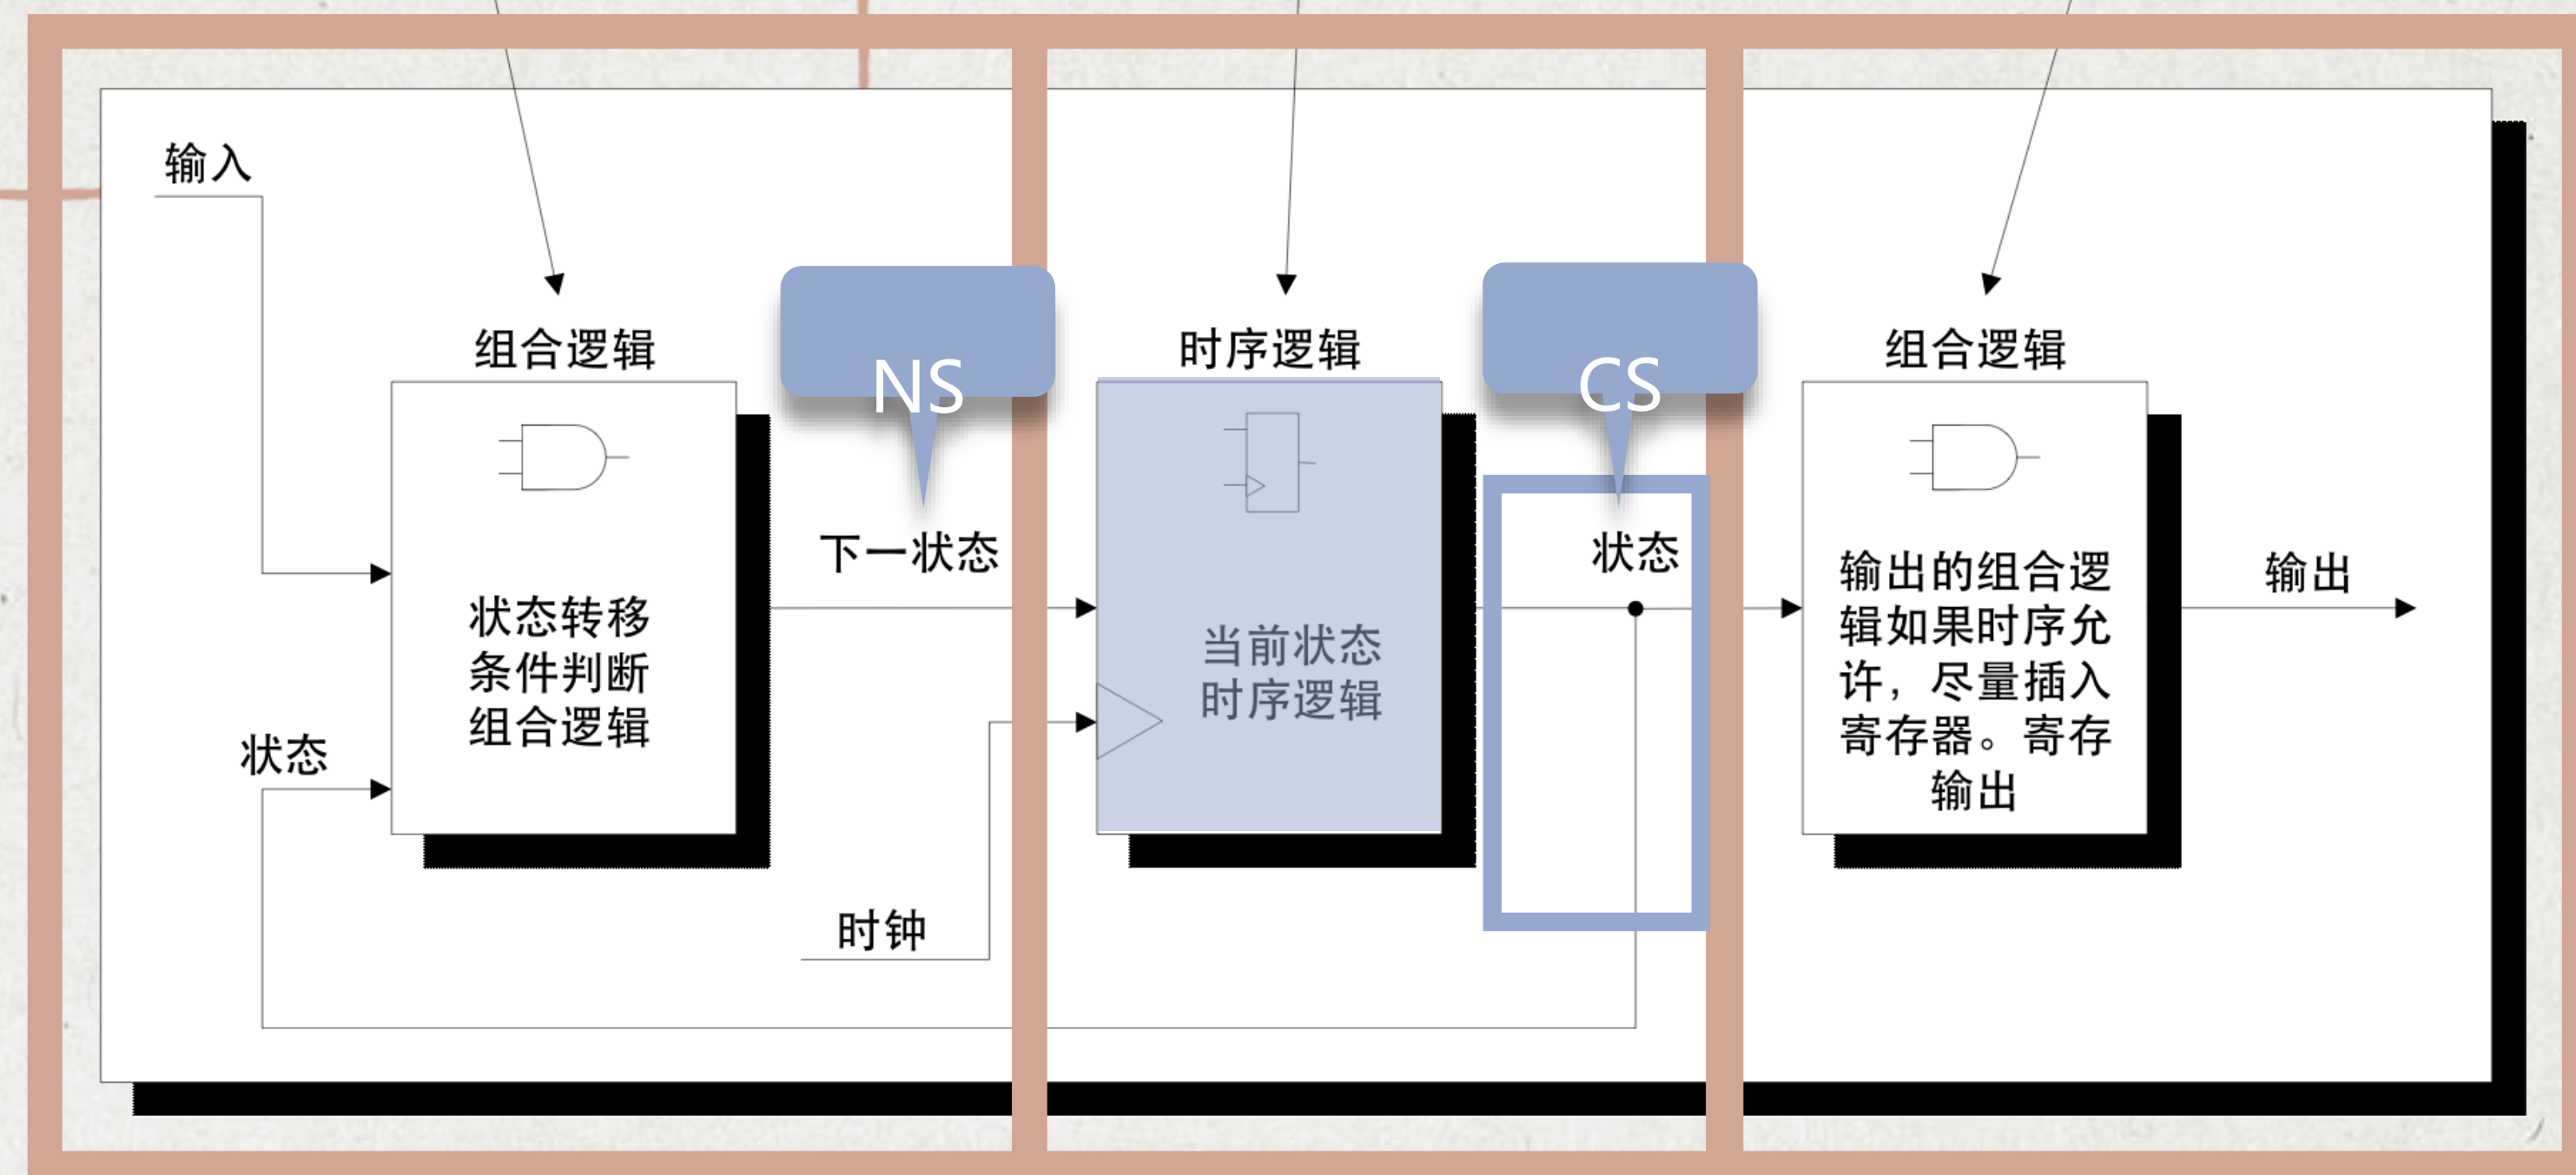 输入
组合逻辑
NS
时序逻辑
CS
组合逻辑
下一状态
状态
状态转移
条件判断
组合逻辑
当前状态
时序逻辑
输出的组合逻
辑如果时序允
许，尽量插入
寄存器。寄存
输出
输出
状态
时钟